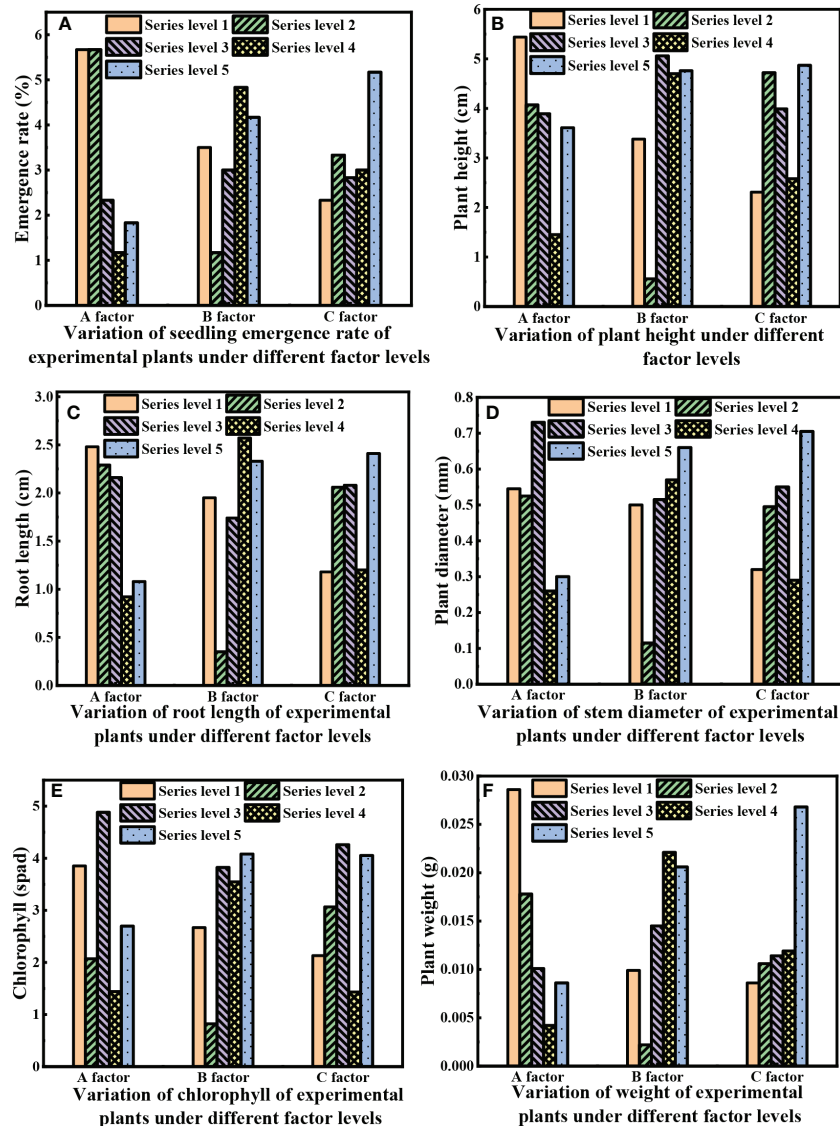 A
Series level 1
Series level 2
Series level 3
Series level 4
Series level 5
Emergence rate (%)
6
5
4
3
2
1
0
A factor
B factor
C factor
Variation of seedling emergence rate of
experimental plants under different factor levels
B
Series level 1
Series level 2
Series level 3
Series level 4
Series level 5
Plant height (cm)
6
5
4
3
2
1
0
A factor
B factor
C factor
Variation of plant height under different
factor levels
C
Series level 1
Series level 2
Series level 3
Series level 4
Series level 5
Root length (cm)
3.0
2.5
2.0
1.5
1.0
0.5
0.0
A factor
B factor
C factor
Variation of root length of experimental
plants under different factor levels
D
Series level 1
Series level 2
Series level 3
Series level 4
Series level 5
Plant diameter (mm)
0.8
0.7
0.6
0.5
0.4
0.3
0.2
0.1
0.0
A factor
B factor
C factor
Variation of stem diameter of experimental
plants under different factor levels
E
Series level 1
Series level 2
Series level 3
Series level 4
Series level 5
Chlorophyll (spad)
5
4
3
2
1
0
A factor
B factor
C factor
Variation of chlorophyll of experimental
plants under different factor levels
F
Series level 1
Series level 2
Series level 3
Series level 4
Series level 5
Plant weight (g)
0.030
0.025
0.020
0.015
0.010
0.005
0.000
A factor
B factor
C factor
Variation of weight of experimental
plants under different factor levels